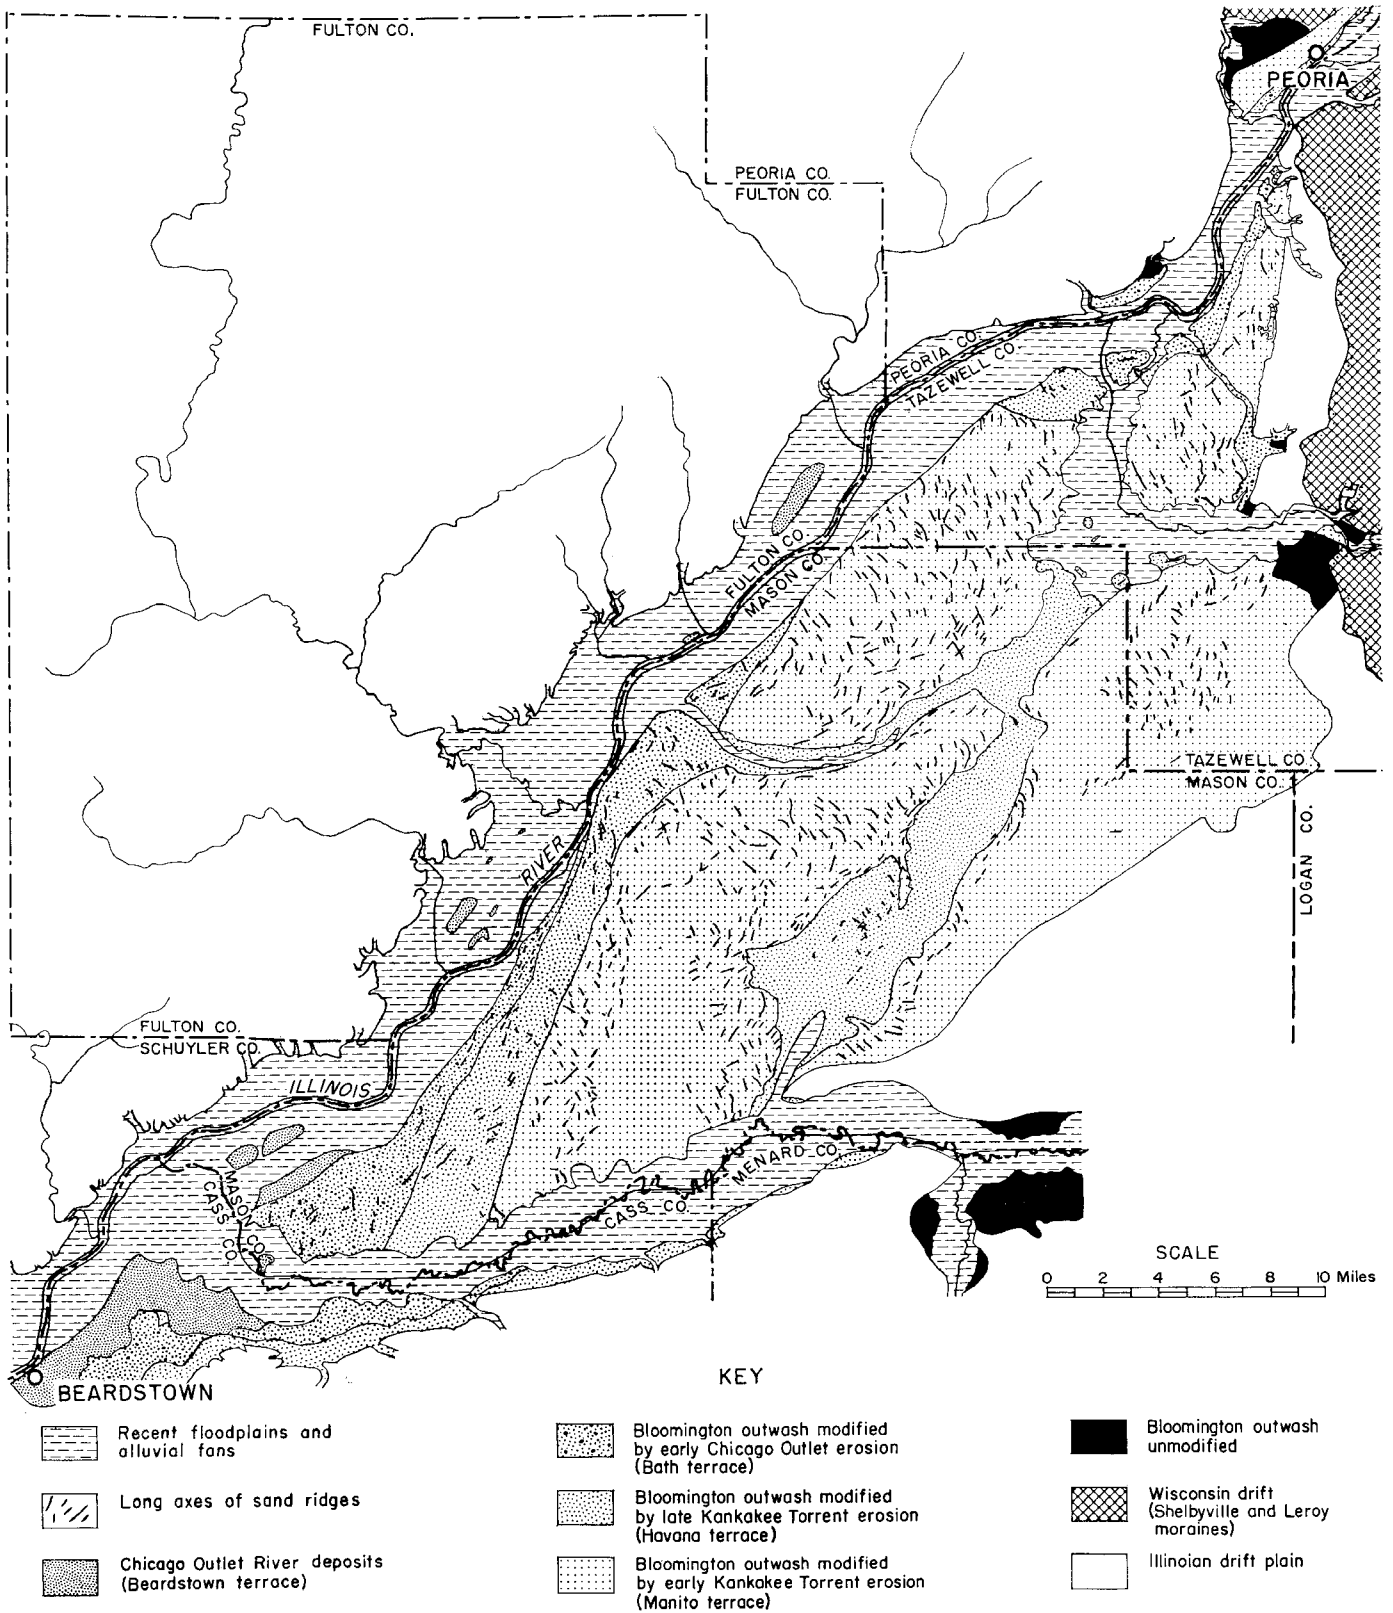 FULTON CO.
PEORIA
PEORIA CO.
FULTON CO.
PEORIA CO.
TAZEWELL CO.
FULTON CO.
MASON CO.
TAZEWELL CO.
MASON CO.
LOGAN CO.
RIVER
FULTON CO.
SCHUYLER CO.
ILLINOIS
MASON CO.
CASS CO.
MENARD CO.
CASS CO.
SCALE
0 2 4 6 8 10 Miles
BEARDSTOWN
KEY
Recent floodplains and
alluvial fans
Long axes of sand ridges
Chicago Outlet River deposits
(Beardstown terrace)
Bloomington outwash modified
by early Chicago Outlet erosion
(Bath terrace)
Bloomington outwash modified
by late Kankakee Torrent erosion
(Havana terrace)
Bloomington outwash modified
by early Kankakee Torrent erosion
(Manito terrace)
Bloomington outwash
unmodified
Wisconsin drift
(Shelbyville and Leroy
moraines)
Illinoian drift plain